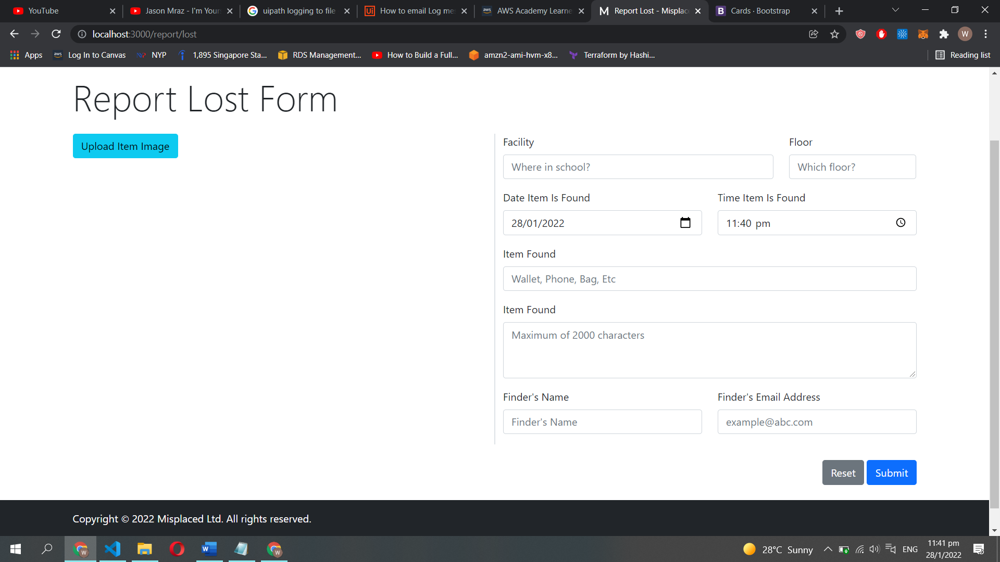 YouTube
Jason Mraz - I'm Your
uipath logging to file
Ui How to email Log me
aws AWS Academy Learne
M Report Lost - Misplac
B Cards · Bootstrap
localhost:3000/report/lost
W
Apps
aws Log In to Canvas
NYP
1,895 Singapore Sta...
RDS Management...
How to Build a Full...
amzn2-ami-hvm-x8...
Terraform by Hashi...
Reading list
Report Lost Form
Upload Item Image
Facility
Floor
Where in school?
Which floor?
Date Item Is Found
Time Item Is Found
28/01/2022
11:40 pm
Item Found
Wallet, Phone, Bag, Etc
Item Found
Maximum of 2000 characters
Finder's Name
Finder's Email Address
Finder's Name
example@abc.com
Reset
Submit
Copyright © 2022 Misplaced Ltd. All rights reserved.
28°C Sunny
ENG
11:41 pm
28/1/2022